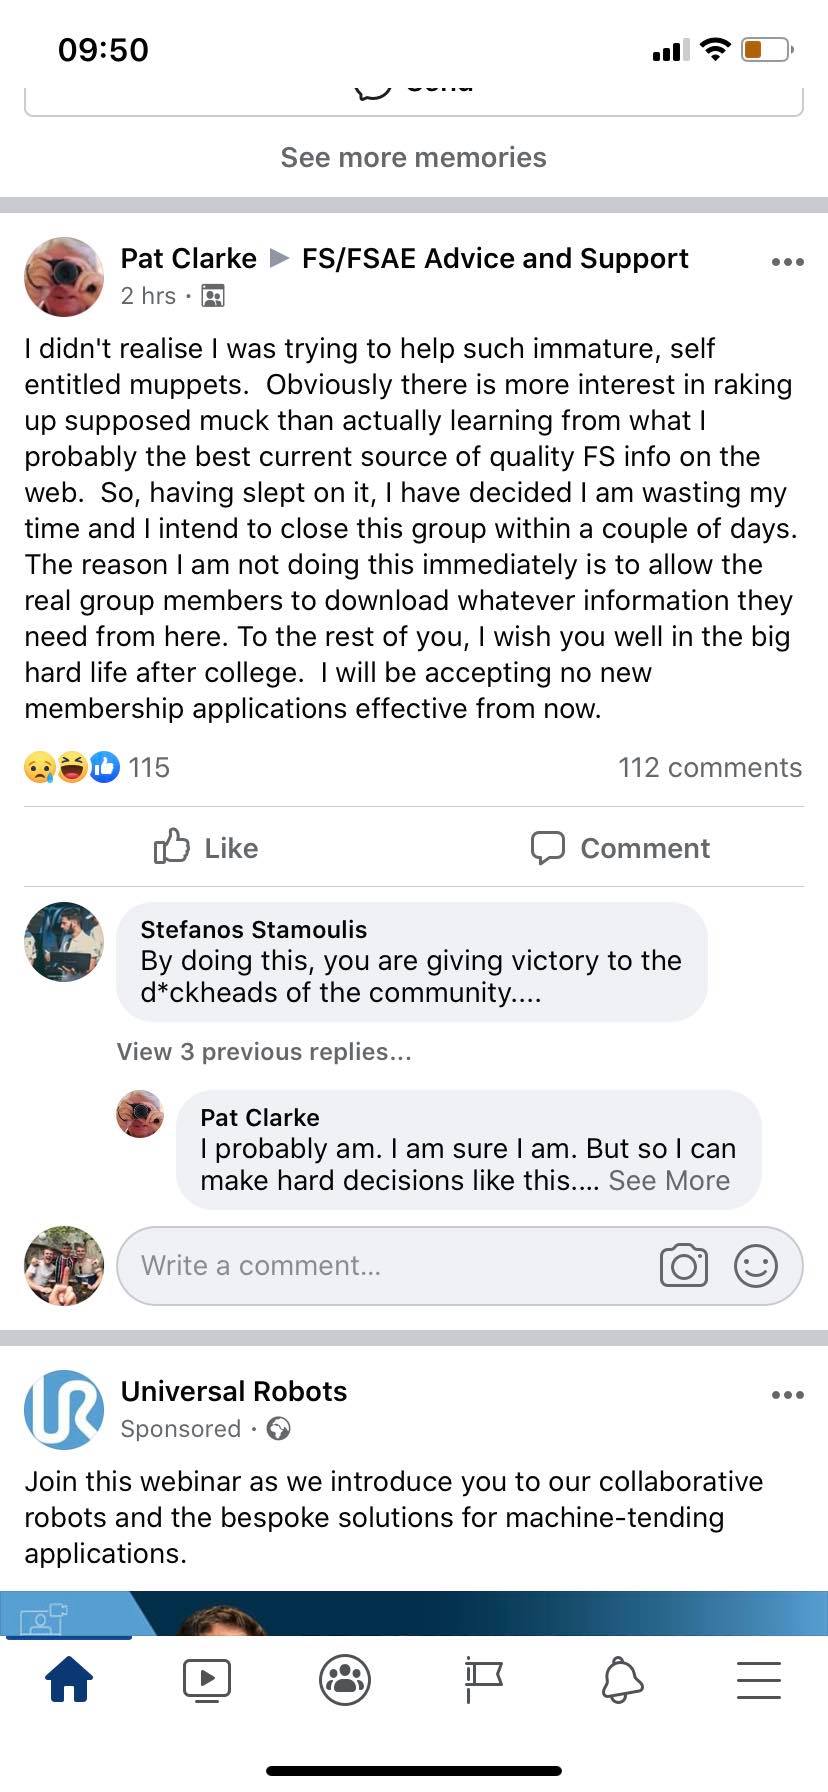 09:50
See more memories
Pat Clarke ▶ FS/FSAE Advice and Support
2 hrs ·
I didn't realise I was trying to help such immature, self
entitled muppets.  Obviously there is more interest in raking
up supposed muck than actually learning from what I
probably the best current source of quality FS info on the
web.  So, having slept on it, I have decided I am wasting my
time and I intend to close this group within a couple of days.
The reason I am not doing this immediately is to allow the
real group members to download whatever information they
need from here. To the rest of you, I wish you well in the big
hard life after college.  I will be accepting no new
membership applications effective from now.
115
112 comments
Like
Comment
Stefanos Stamoulis
By doing this, you are giving victory to the
d*ckheads of the community....
View 3 previous replies...
Pat Clarke
I probably am. I am sure I am. But so I can
make hard decisions like this.... See More
Write a comment...
UR
Universal Robots
Sponsored ·
Join this webinar as we introduce you to our collaborative
robots and the bespoke solutions for machine-tending
applications.